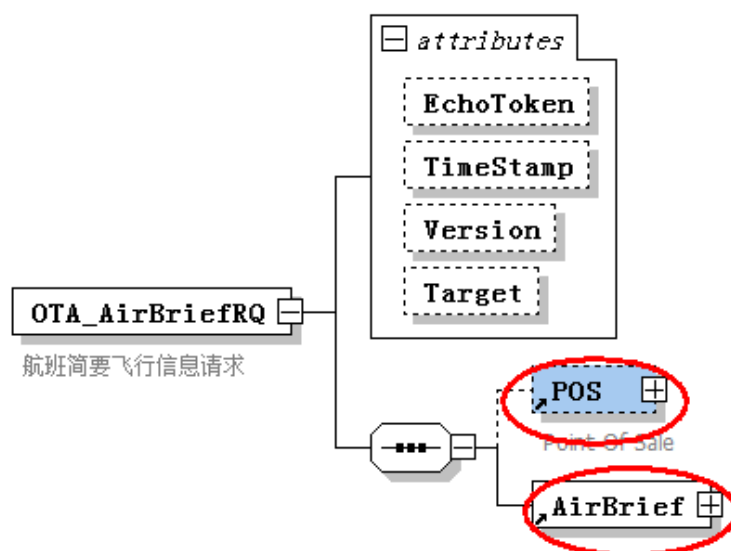 attributes
EchoToken
TimeStamp
Version
Target
OTA_AirBriefRQ
航班简要飞行信息请求
POS
Point Of Sale
AirBrief